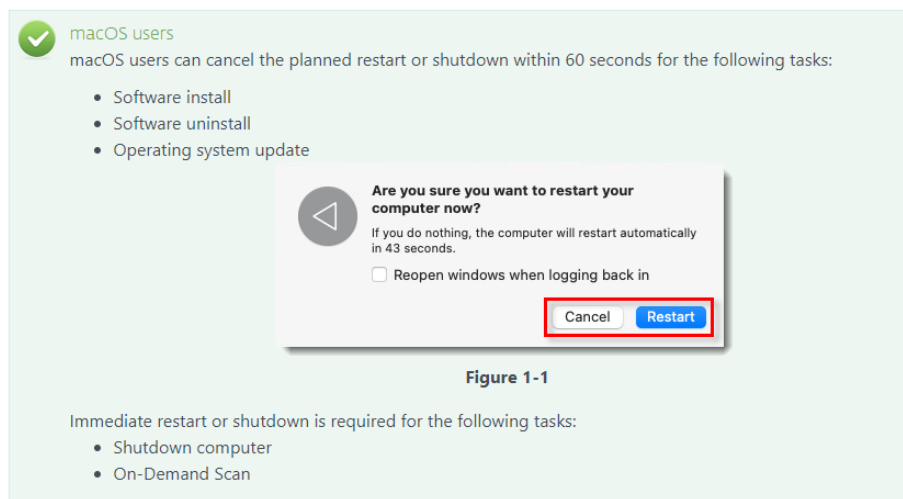 macOS users
macOS users can cancel the planned restart or shutdown within 60 seconds for the following tasks:
• Software install
• Software uninstall
• Operating system update
Are you sure you want to restart your
computer now?
If you do nothing, the computer will restart automatically
in 43 seconds.
Reopen windows when logging back in
Cancel Restart
Figure 1-1
Immediate restart or shutdown is required for the following tasks:
• Shutdown computer
• On-Demand Scan